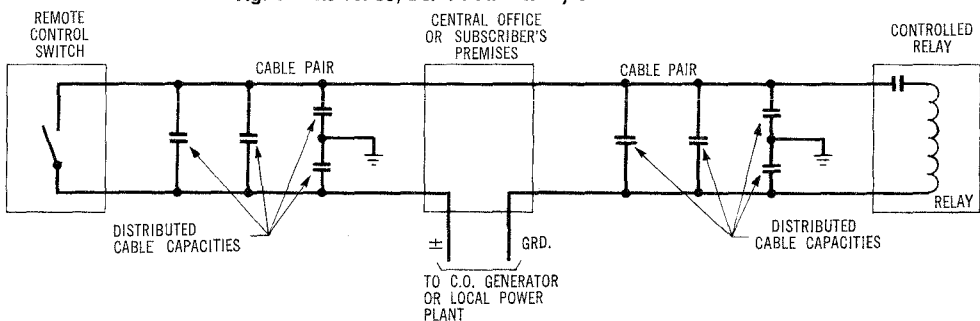 REMOTE
CONTROL
SWITCH
CENTRAL OFFICE
OR SUBSCRIBER'S
PREMISES
CONTROLLED
RELAY
CABLE PAIR
CABLE PAIR
DISTRIBUTED
CABLE CAPACITIES
±
GRD.
DISTRIBUTED
CABLE CAPACITIES
RELAY
TO C.O. GENERATOR
OR LOCAL POWER
PLANT